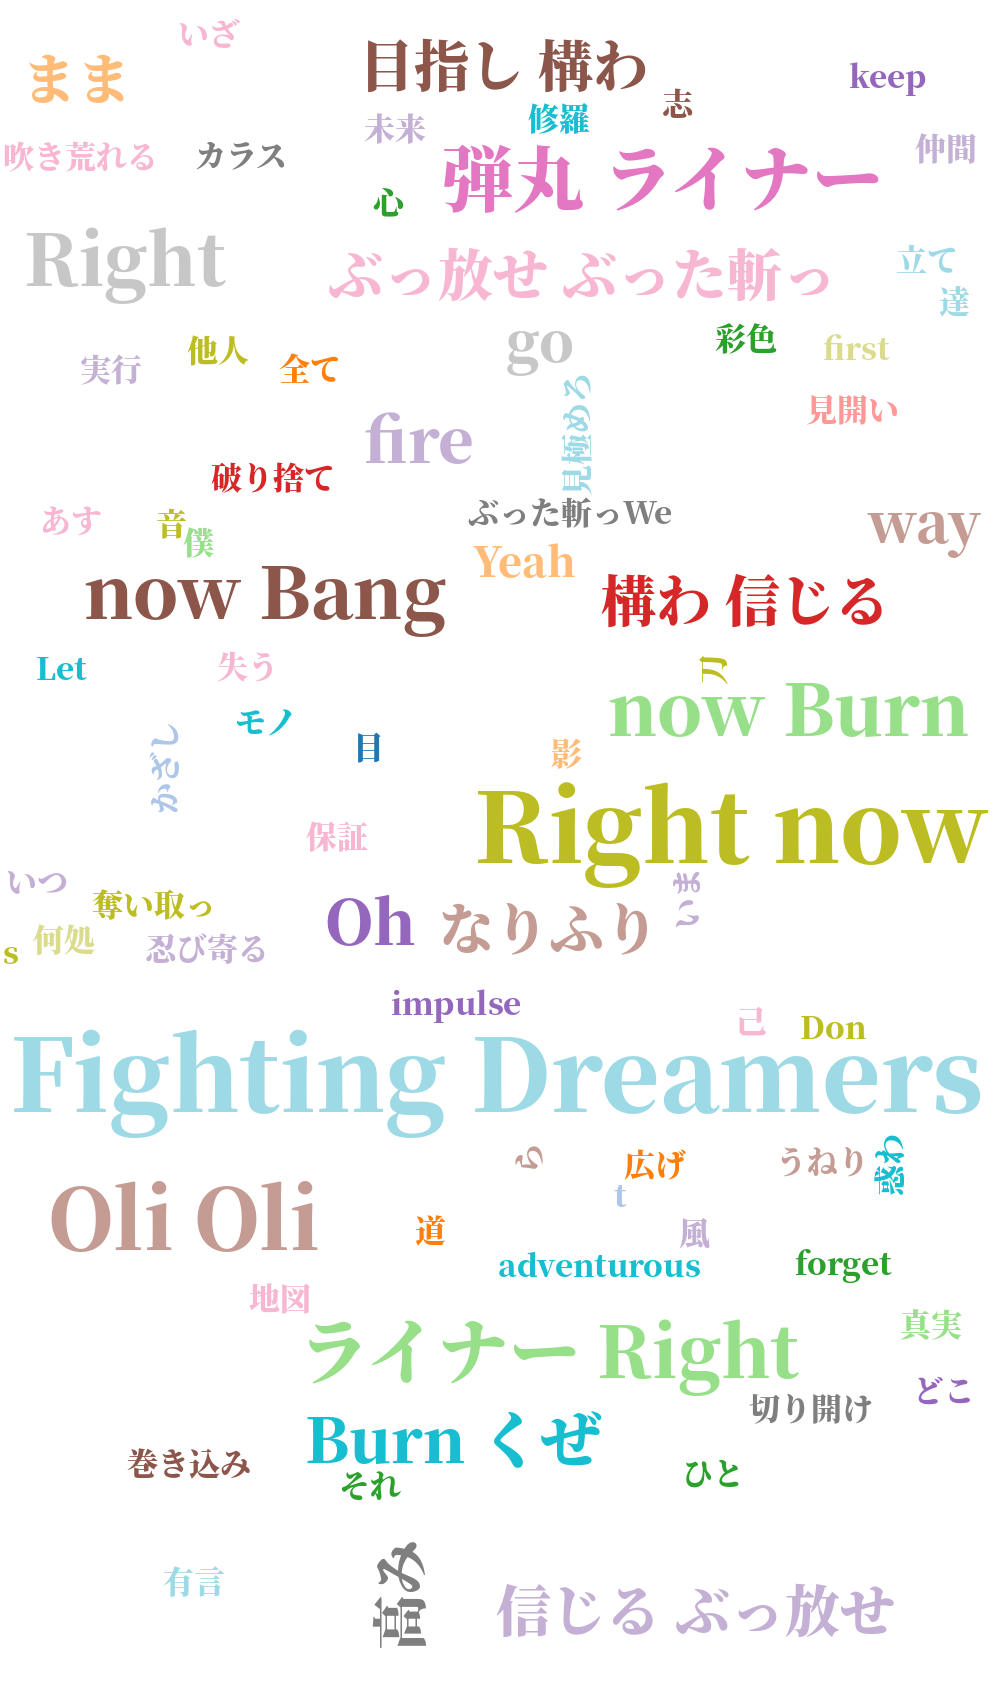 いざ
まま
目指し 構わ
keep
志
修羅
未来
仲間
吹き荒れる
カラス
弾丸 ライナー
心
Right
ぶっ放せ ぶった斬っ
立て
達
go
彩色
first
他人
実行
全て
見極めろ
見開い
fire
破り捨て
ぶった斬っWe
あす
音
僕
way
Yeah
now Bang
構わ 信じる
Let
失う
刀
now Burn
モノ
目
かざし
影
Right now
保証
いつ
いま
奪い取っ
Oh
なりふり
s
何処
忍び寄る
impulse
己
Don
Fighting Dreamers
ら
広げ
うねり
惑わ
t
Oli Oli
道
風
adventurous
forget
地図
真実
ライナー Right
どこ
切り開け
Burn くぜ
巻き込み
それ
ひと
高み
有言
信じる ぶっ放せ